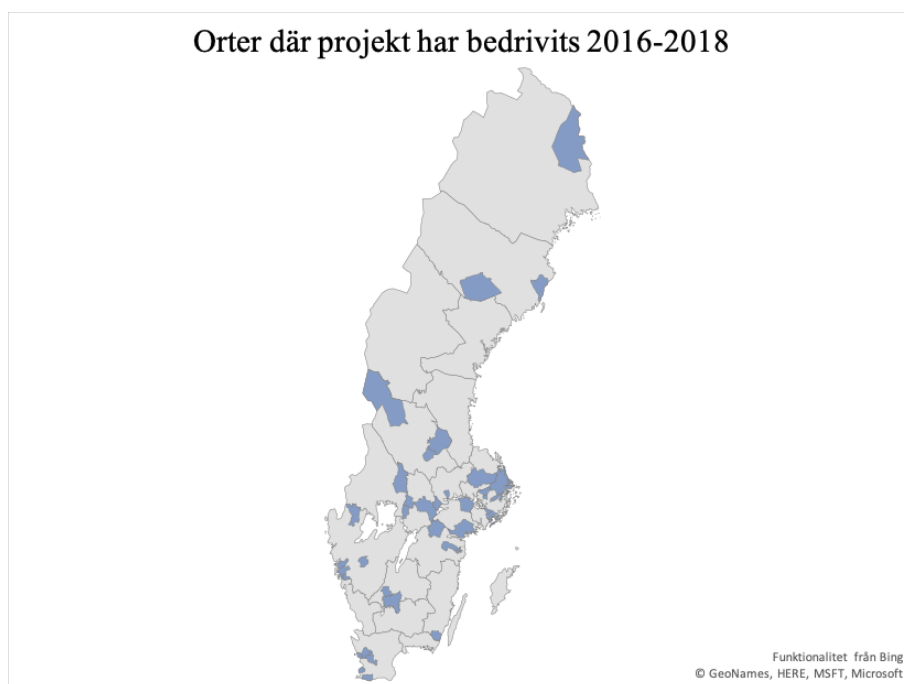 Orter där projekt har bedrivits 2016-2018
Funktionalitet från Bing
© GeoNames, HERE, MSFT, Microsoft